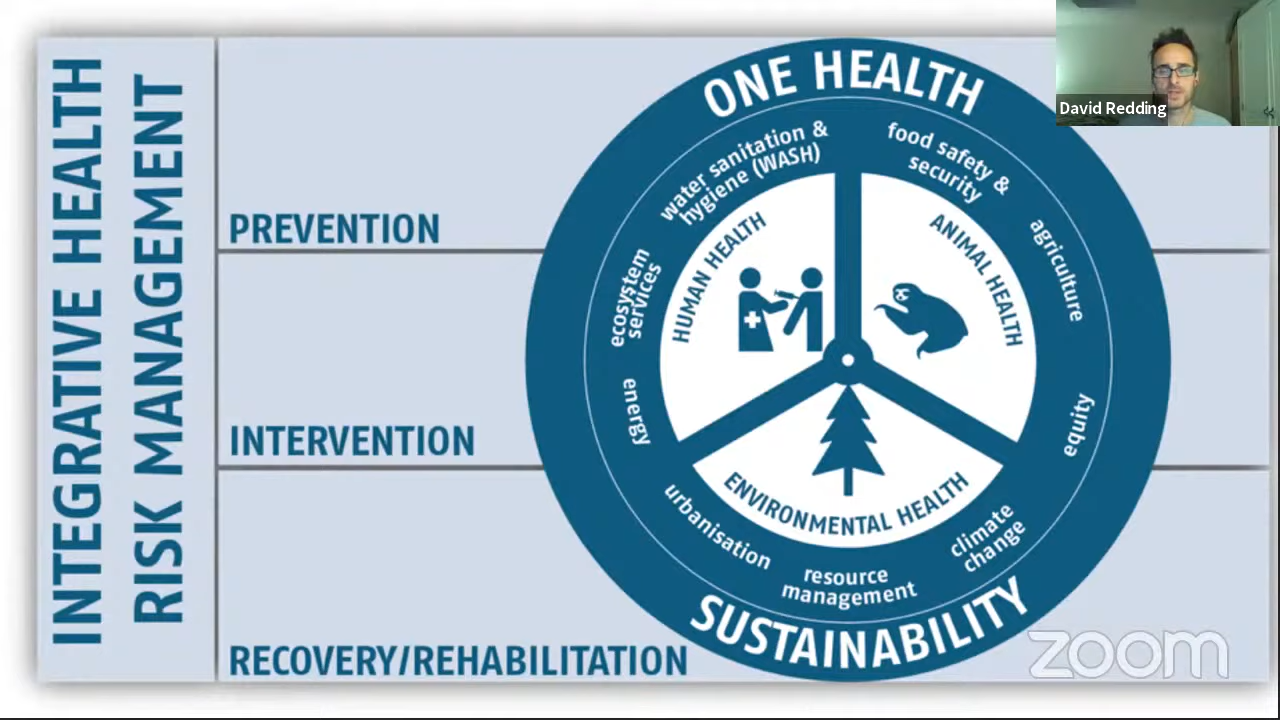 INTEGRATIVE HEALTH
RISK MANAGEMENT
PREVENTION
INTERVENTION
RECOVERY/REHABILITATION
ONE HEALTH
water sanitation &
hygiene (WASH)
food safety &
security
agriculture
equity
climate
change
resource
management
urbanisation
energy
ecosystem
services
HUMAN HEALTH
ANIMAL HEALTH
ENVIRONMENTAL HEALTH
SUSTAINABILITY
David Redding
zoom